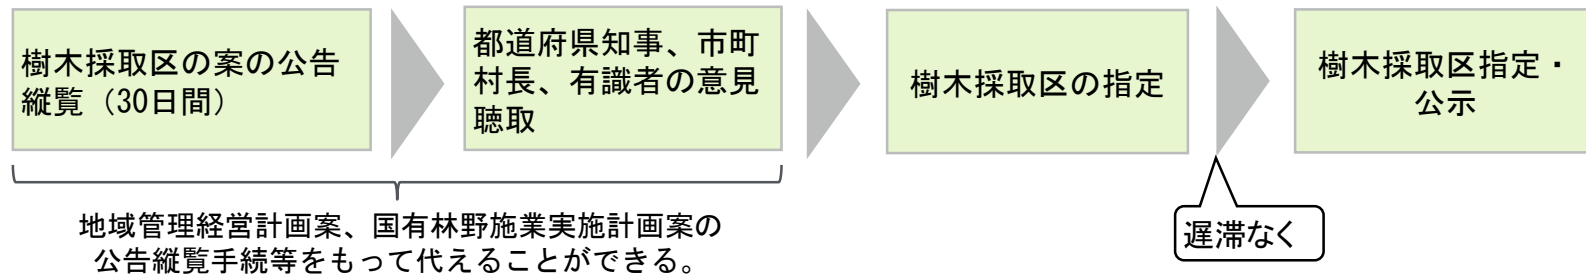 樹木採取区の案の公告
縦覧（30日間）
都道府県知事、市町
村長、有識者の意見
聴取
樹木採取区の指定
樹木採取区指定・
公示
地域管理経営計画案、国有林野施業実施計画案の
公告縦覧手続等をもって代えることができる。
遅滞なく